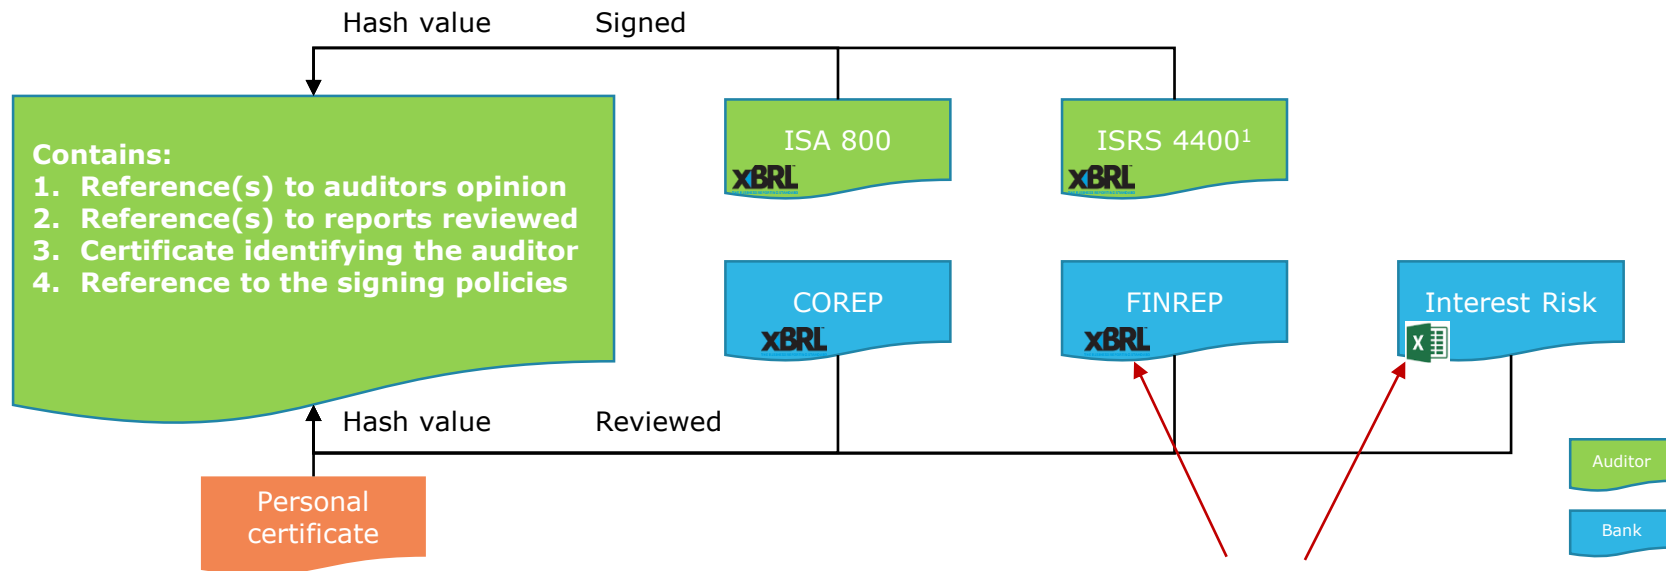 Hash value Signed
Contains:
1. Reference(s) to auditors opinion
2. Reference(s) to reports reviewed
3. Certificate identifying the auditor
4. Reference to the signing policies
ISA 800
XBRL
ISRS 4400¹
XBRL
COREP
XBRL
FINREP
XBRL
Interest Risk
X
Hash value Reviewed
Personal
certificate
Auditor
Bank